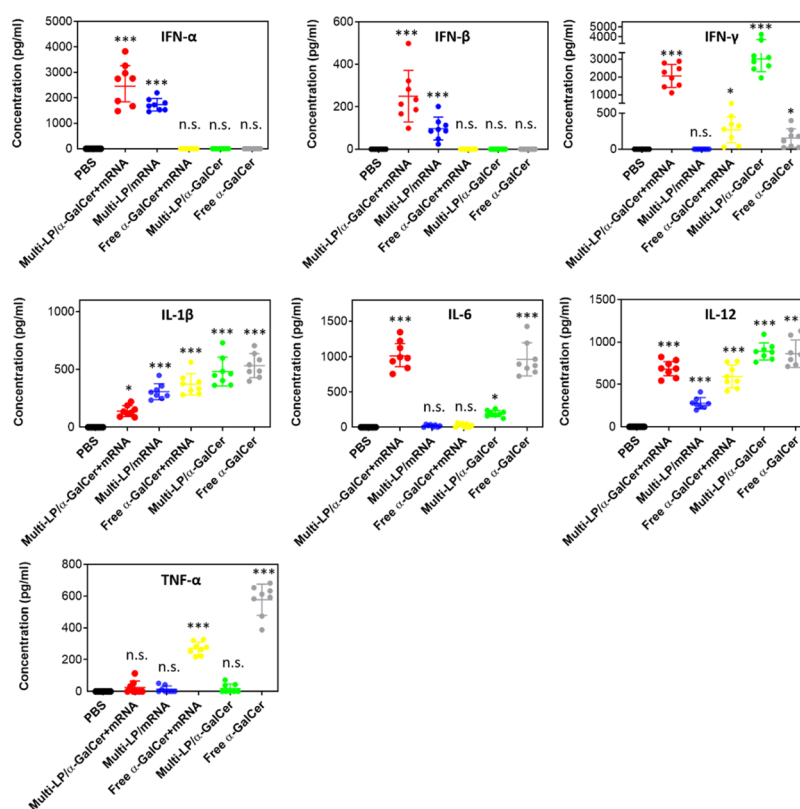 IFN-α
Concentration (pg/ml)
5000
4000
3000
2000
1000
0
***
***
n.s.
n.s.
n.s.
PBS
Multi-LP/α-GalCer+mRNA
Multi-LP/mRNA
Free α-GalCer+mRNA
Multi-LP/α-GalCer
Free α-GalCer
IFN-β
Concentration (pg/ml)
600
400
200
0
***
***
n.s.
n.s.
n.s.
PBS
Multi-LP/α-GalCer+mRNA
Multi-LP/mRNA
Free α-GalCer+mRNA
Multi-LP/α-GalCer
Free α-GalCer
IFN-γ
Concentration (pg/ml)
5000
4000
3000
2000
1000
500
0
***
n.s.
*
***
*
PBS
Multi-LP/α-GalCer+mRNA
Multi-LP/mRNA
Free α-GalCer+mRNA
Multi-LP/α-GalCer
Free α-GalCer
IL-1β
Concentration (pg/ml)
1000
500
0
*
***
***
***
***
PBS
Multi-LP/α-GalCer+mRNA
Multi-LP/mRNA
Free α-GalCer+mRNA
Multi-LP/α-GalCer
Free α-GalCer
IL-6
Concentration (pg/ml)
1500
1000
500
0
***
n.s.
n.s.
*
***
PBS
Multi-LP/α-GalCer+mRNA
Multi-LP/mRNA
Free α-GalCer+mRNA
Multi-LP/α-GalCer
Free α-GalCer
IL-12
Concentration (pg/ml)
1500
1000
500
0
***
***
***
***
***
PBS
Multi-LP/α-GalCer+mRNA
Multi-LP/mRNA
Free α-GalCer+mRNA
Multi-LP/α-GalCer
Free α-GalCer
TNF-α
Concentration (pg/ml)
800
600
400
200
0
n.s.
n.s.
***
n.s.
***
PBS
Multi-LP/α-GalCer+mRNA
Multi-LP/mRNA
Free α-GalCer+mRNA
Multi-LP/α-GalCer
Free α-GalCer